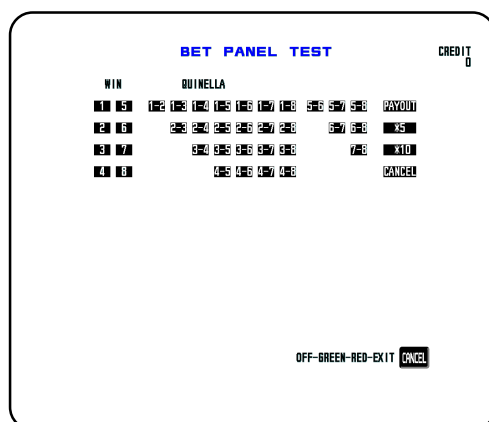 BET PANEL TEST
CREDIT
0
WIN QUINELLA
1 5 1-2 1-3 1-4 1-5 1-6 1-7 1-8 5-6 5-7 5-8 PAYOUT
2 6 2-3 2-4 2-5 2-6 2-7 2-8 6-7 6-8 ×5
3 7 3-4 3-5 3-6 3-7 3-8 7-8 ×10
4 8 4-5 4-6 4-7 4-8 CANCEL
OFF-GREEN-RED-EXIT CANCEL